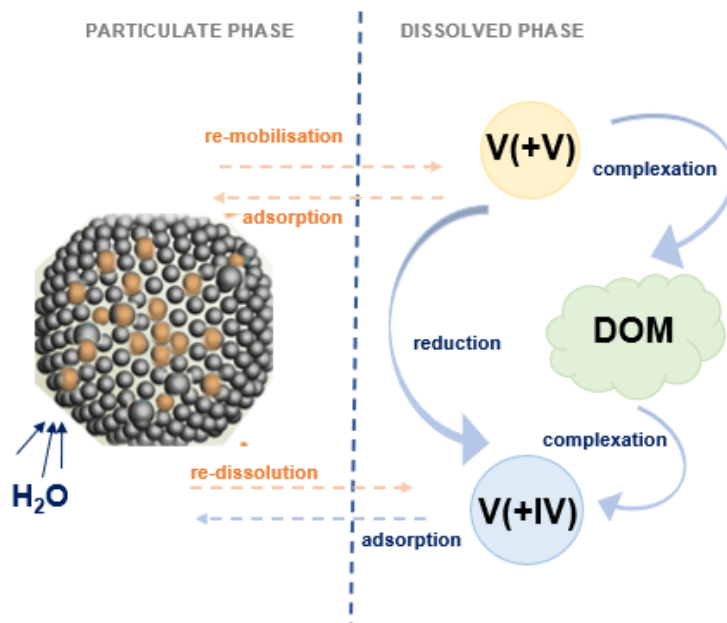 PARTICULATE PHASE
DISSOLVED PHASE
re-mobilisation
V(+V)
complexation
adsorption
DOM
reduction
complexation
re-dissolution
H₂O
V(+IV)
adsorption